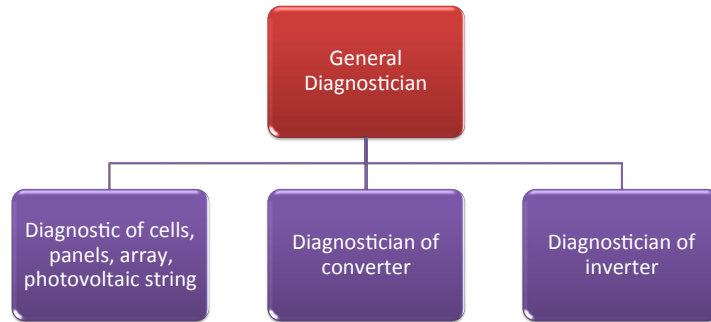 General
Diagnostician
Diagnostic of cells,
panels, array,
photovoltaic string
Diagnostician of
converter
Diagnostician of
inverter